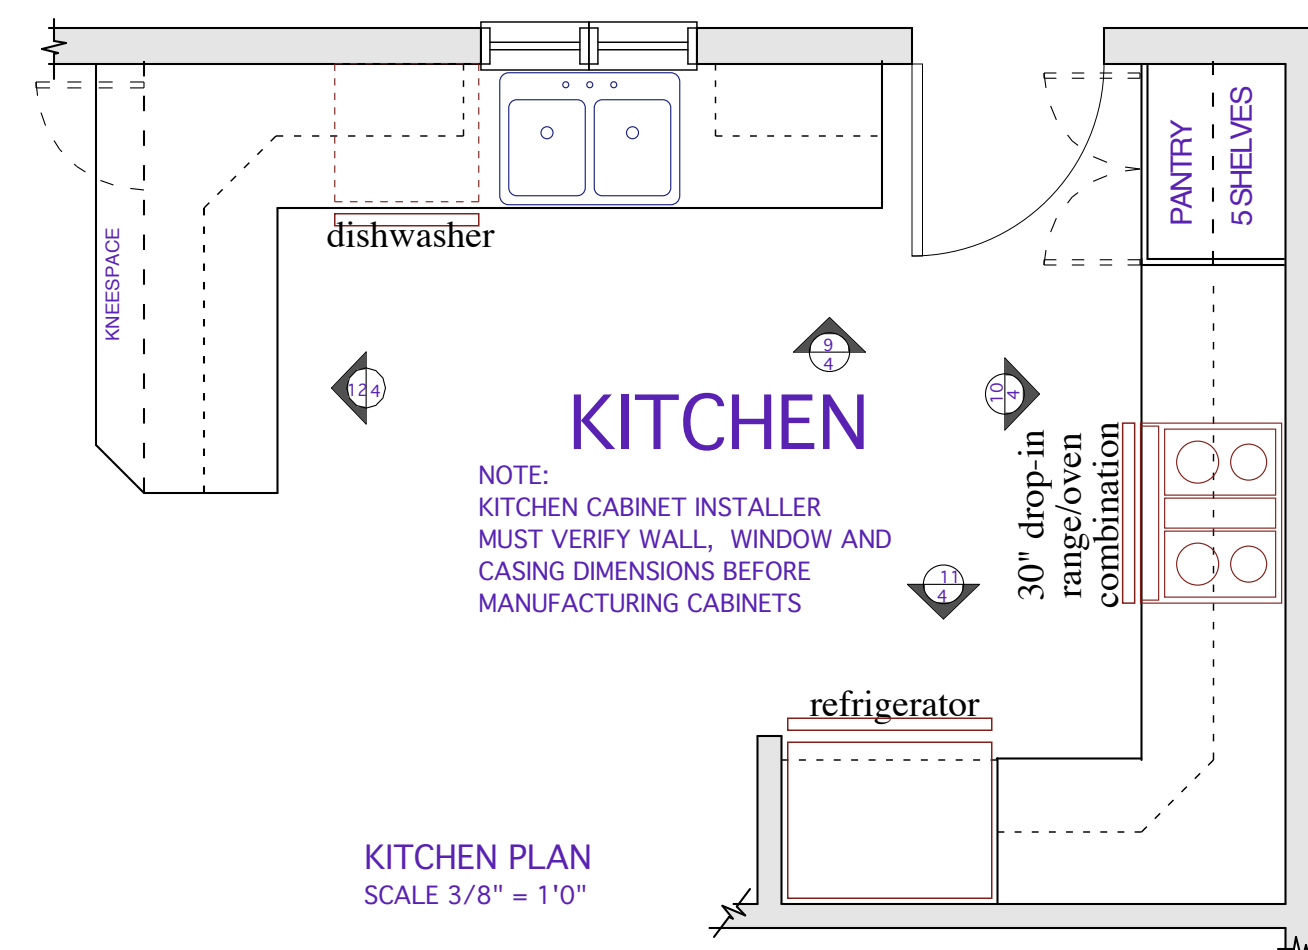 PANTRY
5 SHELVES
KNEESPACE
dishwasher
9
4
12 4
10
4
KITCHEN
NOTE:
KITCHEN CABINET INSTALLER
MUST VERIFY WALL, WINDOW AND
CASING DIMENSIONS BEFORE
MANUFACTURING CABINETS
30" drop-in
range/oven
combination
11
4
refrigerator
KITCHEN PLAN
SCALE 3/8" = 1'0"